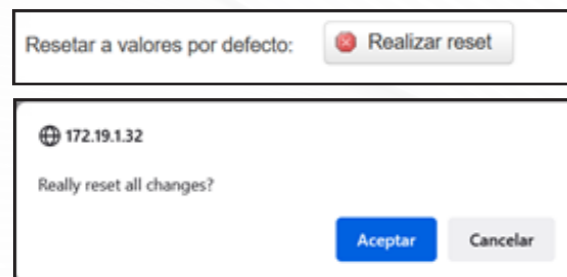 Resetar a valores por defecto: Realizar reset
172.19.1.32
Really reset all changes?
Aceptar Cancelar